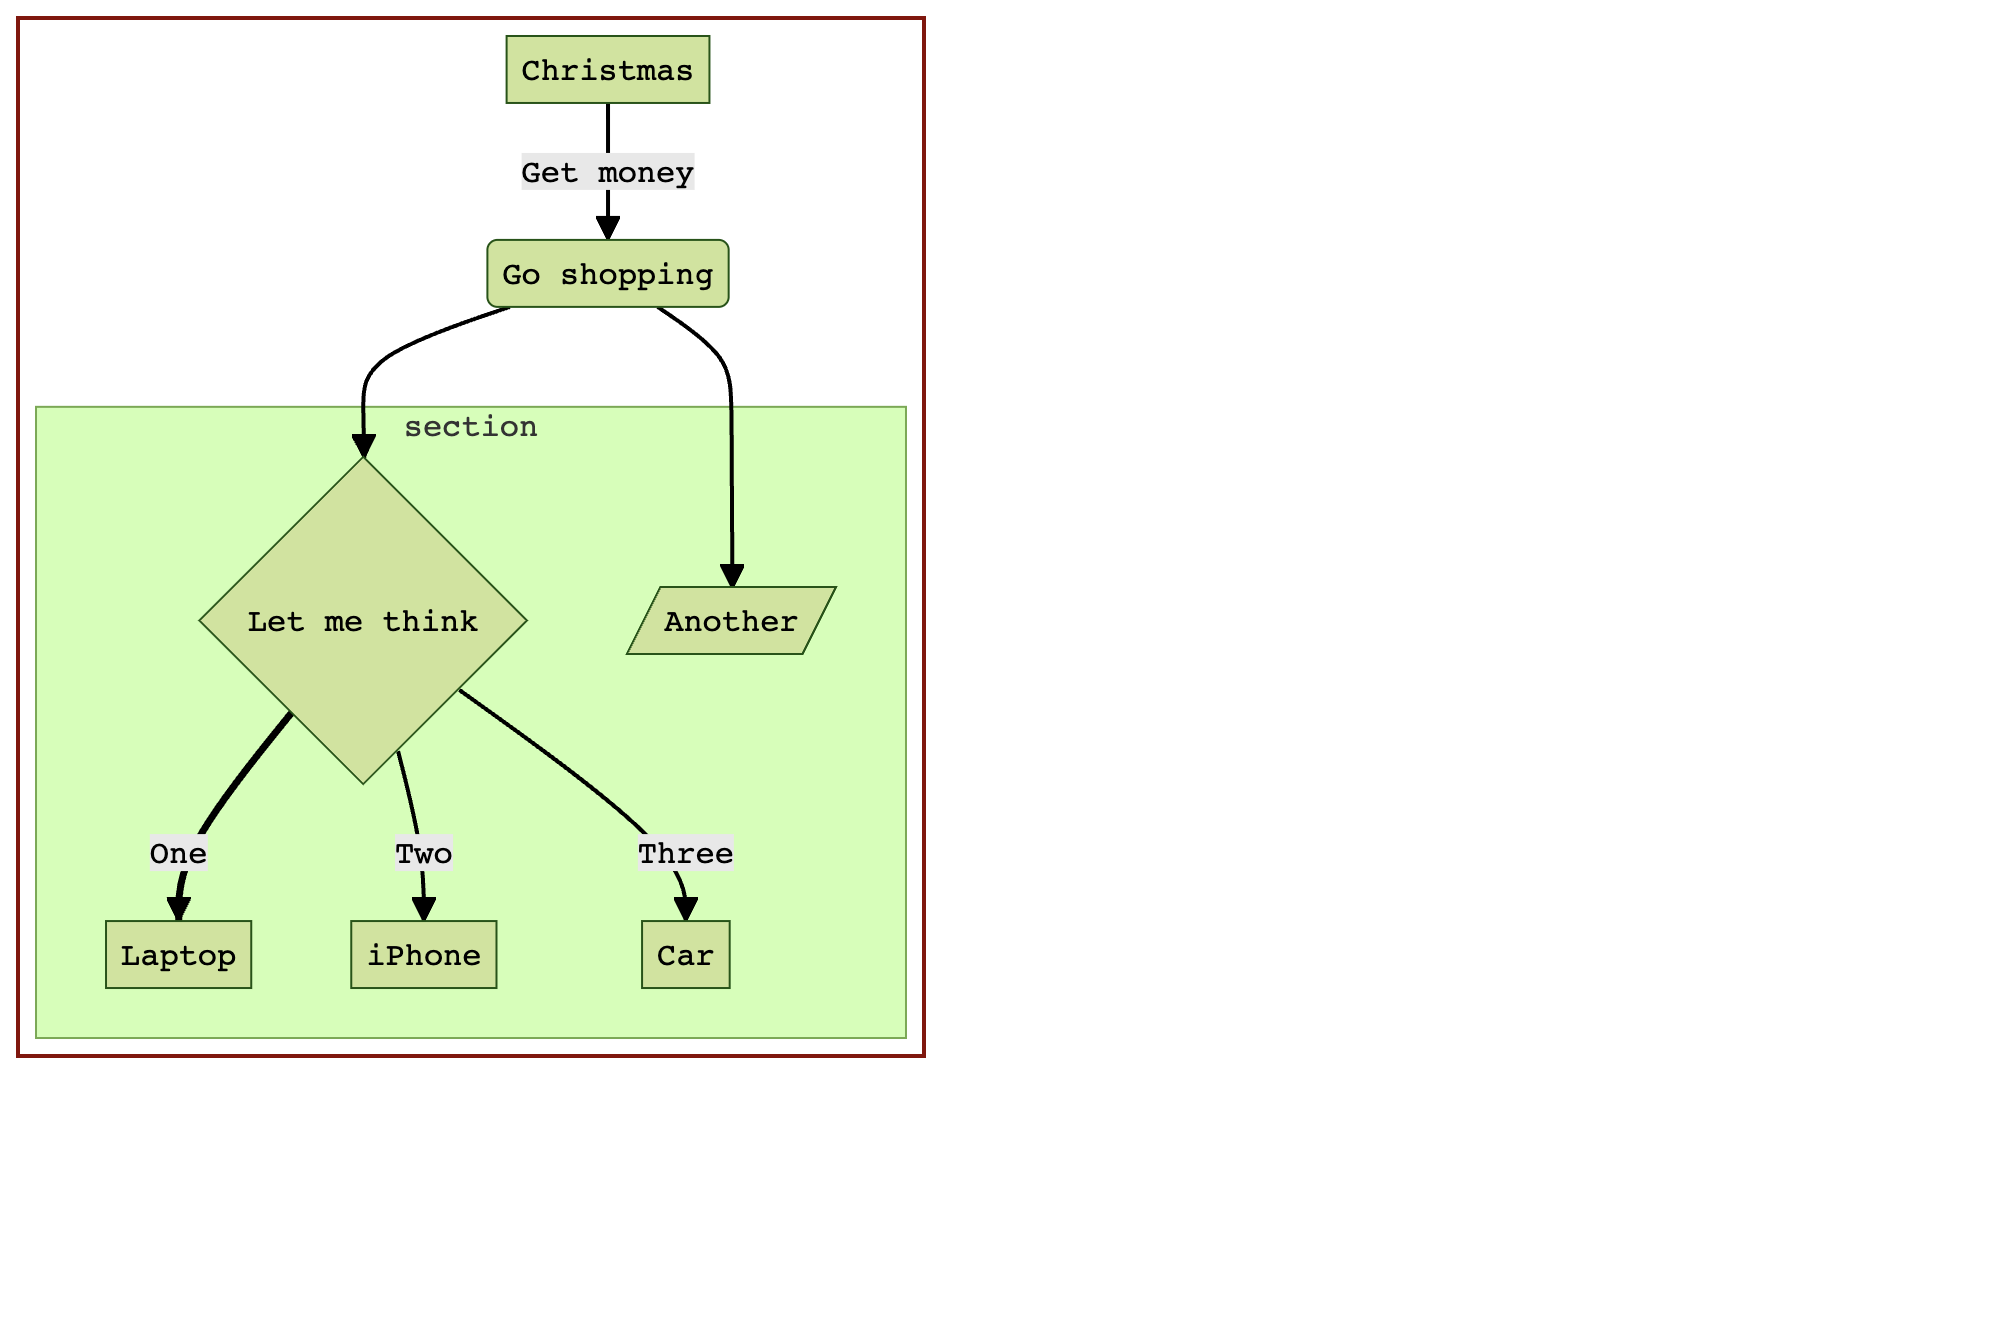 Christmas
Get money
Go shopping
section
Let me think
Another
One
Two
Three
Laptop
iPhone
Car